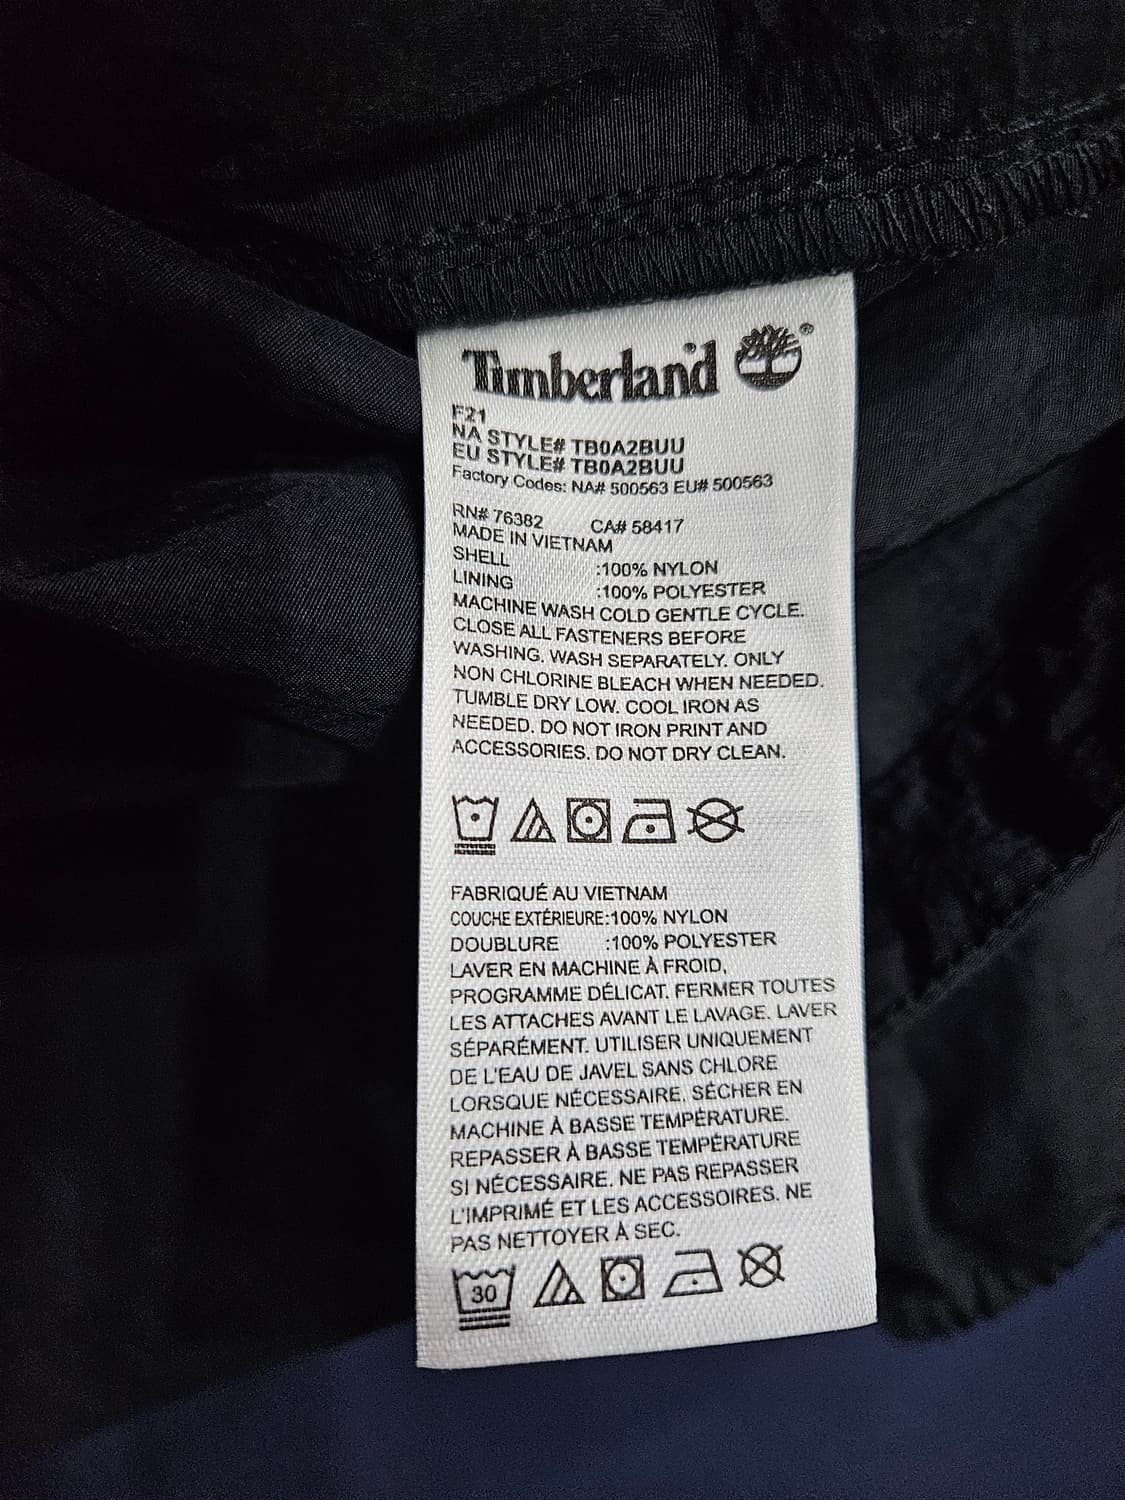 Timberland ®
F21
NA STYLE# TB0A2BUU
EU STYLE# TB0A2BUU
Factory Codes: NA# 500563 EU# 500563
RN# 76382 CA# 58417
MADE IN VIETNAM
SHELL :100% NYLON
LINING :100% POLYESTER
MACHINE WASH COLD GENTLE CYCLE.
CLOSE ALL FASTENERS BEFORE
WASHING. WASH SEPARATELY. ONLY
NON CHLORINE BLEACH WHEN NEEDED.
TUMBLE DRY LOW. COOL IRON AS
NEEDED. DO NOT IRON PRINT AND
ACCESSORIES. DO NOT DRY CLEAN.
FABRIQUÉ AU VIETNAM
COUCHE EXTÉRIEURE:100% NYLON
DOUBLURE :100% POLYESTER
LAVER EN MACHINE À FROID,
PROGRAMME DÉLICAT. FERMER TOUTES
LES ATTACHES AVANT LE LAVAGE. LAVER
SÉPARÉMENT. UTILISER UNIQUEMENT
DE L'EAU DE JAVEL SANS CHLORE
LORSQUE NÉCESSAIRE. SÉCHER EN
MACHINE À BASSE TEMPÉRATURE.
REPASSER À BASSE TEMPÉRATURE
SI NÉCESSAIRE. NE PAS REPASSER
L'IMPRIMÉ ET LES ACCESSOIRES. NE
PAS NETTOYER À SEC.
30